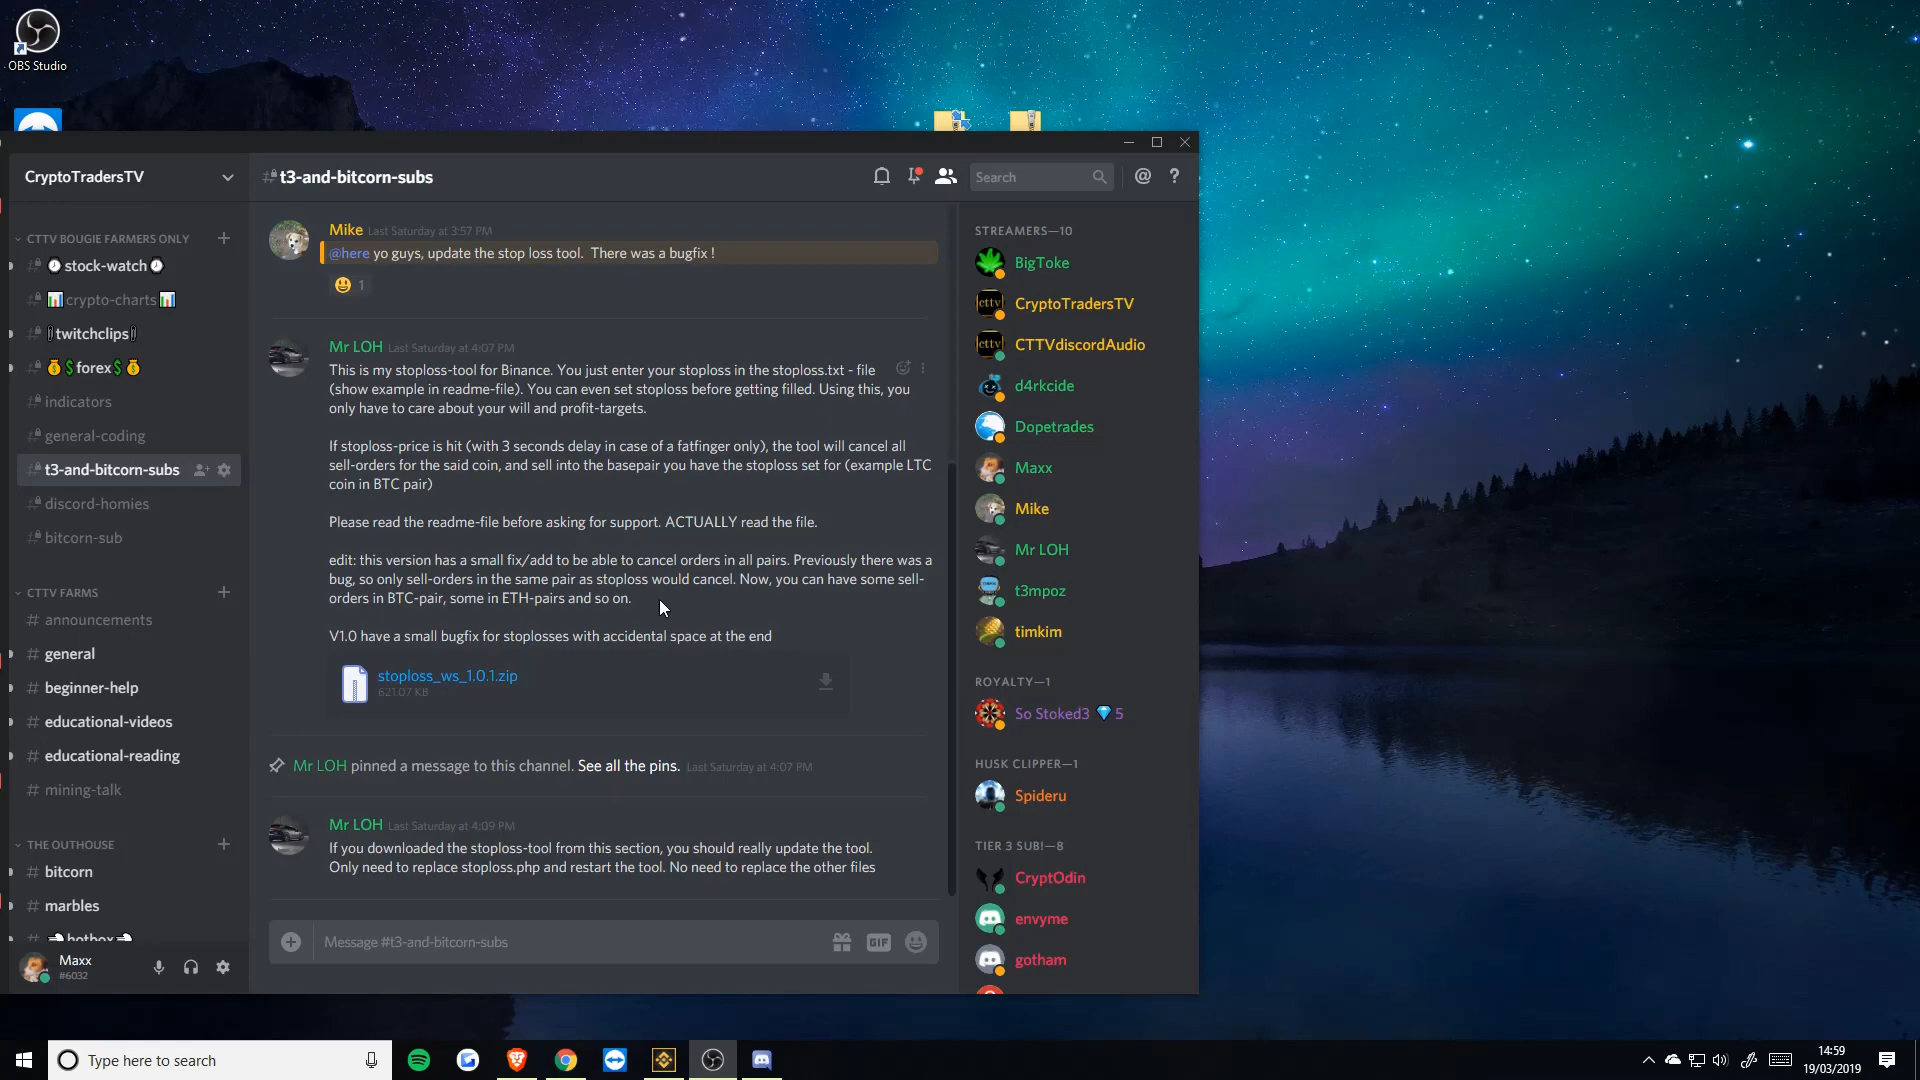 OBS Studio
CryptoTradersTV
t3-and-bitcorn-subs
Search
@
?
CTTV BOUGIE FARMERS ONLY
stock-watch
crypto-charts
twitchclips
forex
indicators
general-coding
t3-and-bitcorn-subs
discord-homies
bitcorn-sub
CTTV FARMS
# announcements
# general
# beginner-help
# educational-videos
# educational-reading
# mining-talk
THE OUTHOUSE
# bitcorn
# marbles
# hotbox
Maxx
#6032
Mike Last Saturday at 3:57 PM
@here yo guys, update the stop loss tool. There was a bugfix !
1
Mr LOH Last Saturday at 4:07 PM
This is my stoploss-tool for Binance. You just enter your stoploss in the stoploss.txt - file
(show example in readme-file). You can even set stoploss before getting filled. Using this, you
only have to care about your will and profit-targets.
If stoploss-price is hit (with 3 seconds delay in case of a fatfinger only), the tool will cancel all
sell-orders for the said coin, and sell into the basepair you have the stoploss set for (example LTC
coin in BTC pair)
Please read the readme-file before asking for support. ACTUALLY read the file.
edit: this version has a small fix/add to be able to cancel orders in all pairs. Previously there was a
bug, so only sell-orders in the same pair as stoploss would cancel. Now, you can have some sell-
orders in BTC-pair, some in ETH-pairs and so on.
V1.0 have a small bugfix for stoplosses with accidental space at the end
stoploss_ws_1.0.1.zip
621.07 KB
Mr LOH pinned a message to this channel. See all the pins. Last Saturday at 4:07 PM
Mr LOH Last Saturday at 4:09 PM
If you downloaded the stoploss-tool from this section, you should really update the tool.
Only need to replace stoploss.php and restart the tool. No need to replace the other files
Message #t3-and-bitcorn-subs
GIF
STREAMERS—10
BigToke
cttv
CryptoTradersTV
cttv
CTTVdiscordAudio
d4rkcide
Dopetrades
Maxx
Mike
Mr LOH
t3mpoz
timkim
ROYALTY—1
So Stoked3 5
HUSK CLIPPER—1
Spideru
TIER 3 SUB!—8
CryptOdin
envyme
gotham
Type here to search
14:59
19/03/2019